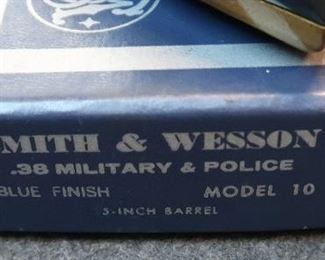 MITH & WESSON
.38 MILITARY & POLICE
BLUE FINISH MODEL 10
5-INCH BARREL